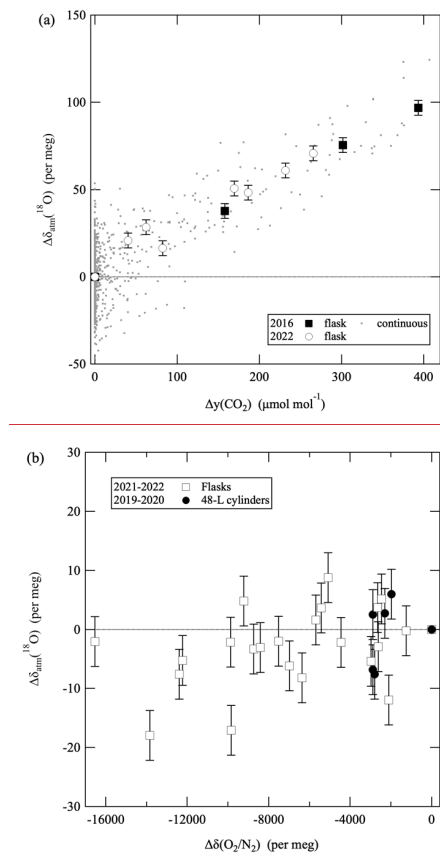 (a)
150
100
50
0
-50
Δδatm(18O) (per meg)
2016 ■ flask • continuous
2022 ○ flask
0 100 200 300 400
Δy(CO2) (μmol mol-1)
(b)
30
20
10
0
-10
-20
-30
Δδatm(18O) (per meg)
2021-2022 □ Flasks
2019-2020 ● 48-L cylinders
-16000 -12000 -8000 -4000 0
Δδ(O2/N2) (per meg)